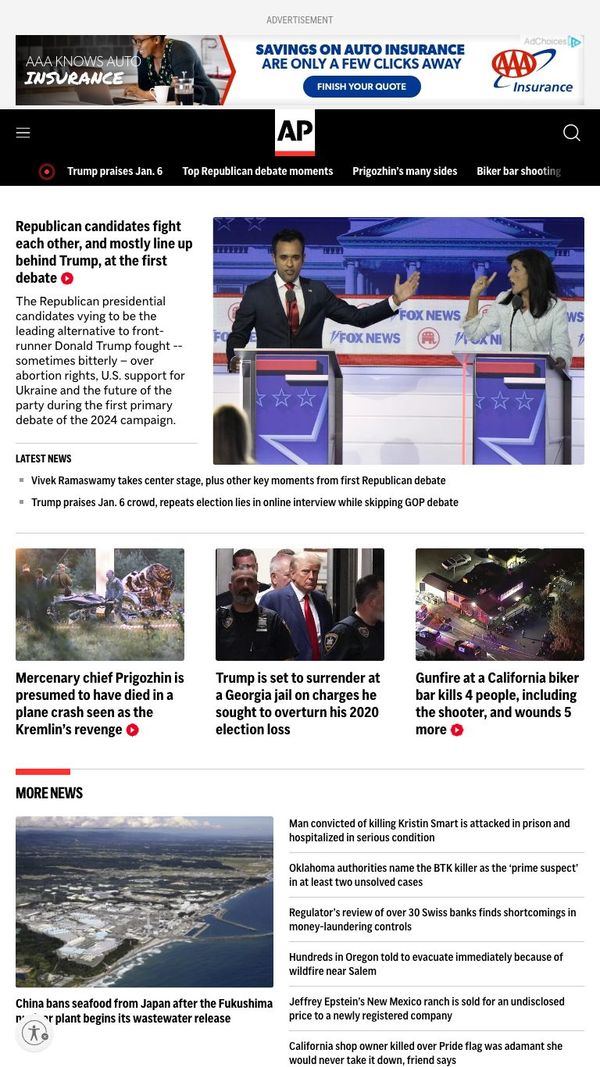 ADVERTISEMENT
AdChoices
AAA KNOWS AUTO
INSURANCE
SAVINGS ON AUTO INSURANCE
ARE ONLY A FEW CLICKS AWAY
FINISH YOUR QUOTE
AAA
Insurance
AP
Trump praises Jan. 6 Top Republican debate moments Prigozhin's many sides Biker bar shooting
Republican candidates fight
each other, and mostly line up
behind Trump, at the first
debate
The Republican presidential
candidates vying to be the
leading alternative to front-
runner Donald Trump fought --
sometimes bitterly – over
abortion rights, U.S. support for
Ukraine and the future of the
party during the first primary
debate of the 2024 campaign.
FOX NEWS
FOX NEWS
LATEST NEWS
Vivek Ramaswamy takes center stage, plus other key moments from first Republican debate
Trump praises Jan. 6 crowd, repeats election lies in online interview while skipping GOP debate
Mercenary chief Prigozhin is
presumed to have died in a
plane crash seen as the
Kremlin's revenge
Trump is set to surrender at
a Georgia jail on charges he
sought to overturn his 2020
election loss
Gunfire at a California biker
bar kills 4 people, including
the shooter, and wounds 5
more
MORE NEWS
China bans seafood from Japan after the Fukushima
plant begins its wastewater release
Man convicted of killing Kristin Smart is attacked in prison and
hospitalized in serious condition
Oklahoma authorities name the BTK killer as the ‘prime suspect’
in at least two unsolved cases
Regulator's review of over 30 Swiss banks finds shortcomings in
money-laundering controls
Hundreds in Oregon told to evacuate immediately because of
wildfire near Salem
Jeffrey Epstein's New Mexico ranch is sold for an undisclosed
price to a newly registered company
California shop owner killed over Pride flag was adamant she
would never take it down, friend says